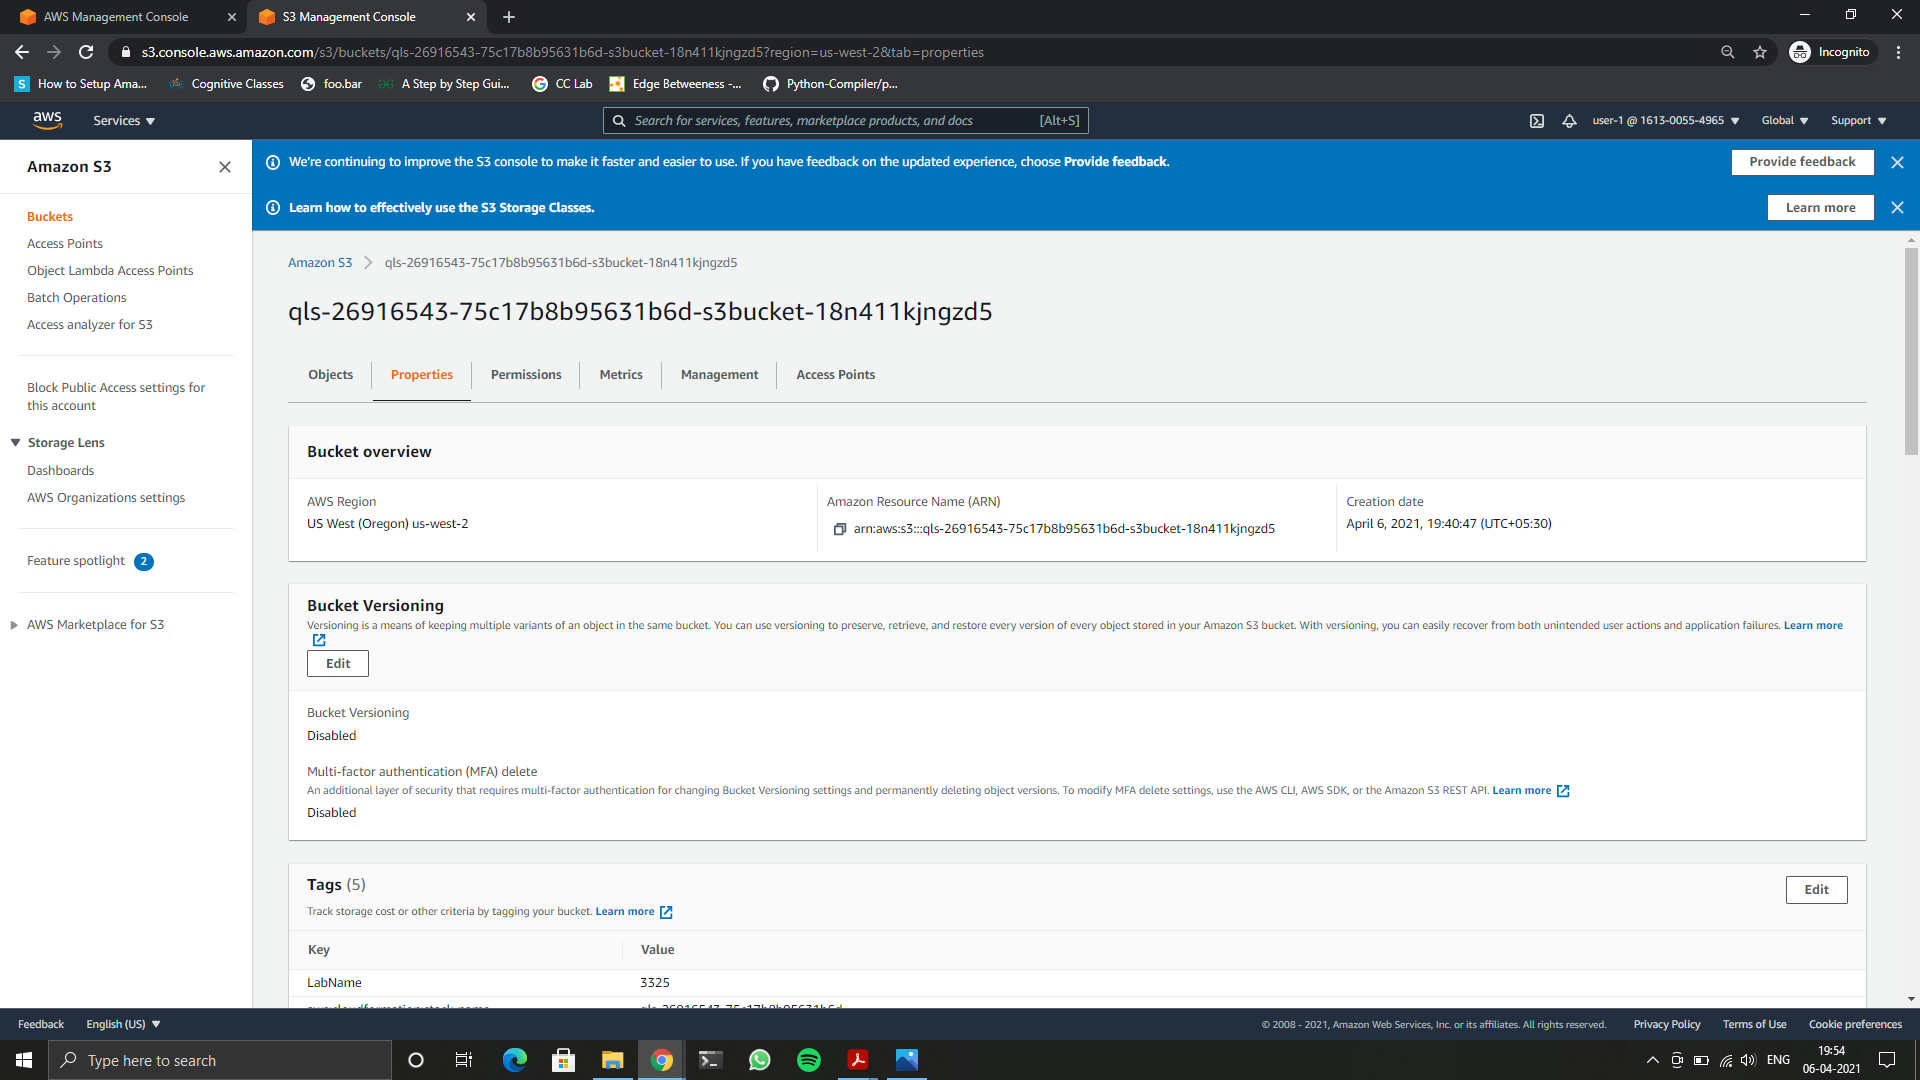 AWS Management Console
S3 Management Console
s3.console.aws.amazon.com/s3/buckets/qls-26916543-75c17b8b95631b6d-s3bucket-18n411kjngzd5?region=us-west-2&tab=properties
Incognito
How to Setup Ama...
Cognitive Classes
foo.bar
A Step by Step Gui...
CC Lab
Edge Betweeness -...
Python-Compiler/p...
aws
Services
Search for services, features, marketplace products, and docs
[Alt+S]
user-1 @ 1613-0055-4965
Global
Support
Amazon S3
Buckets
Access Points
Object Lambda Access Points
Batch Operations
Access analyzer for S3
Block Public Access settings for
this account
Storage Lens
Dashboards
AWS Organizations settings
Feature spotlight 2
AWS Marketplace for S3
We're continuing to improve the S3 console to make it faster and easier to use. If you have feedback on the updated experience, choose Provide feedback.
Provide feedback
Learn how to effectively use the S3 Storage Classes.
Learn more
Amazon S3
qls-26916543-75c17b8b95631b6d-s3bucket-18n411kjngzd5
qls-26916543-75c17b8b95631b6d-s3bucket-18n411kjngzd5
Objects
Properties
Permissions
Metrics
Management
Access Points
Bucket overview
AWS Region
US West (Oregon) us-west-2
Amazon Resource Name (ARN)
arn:aws:s3:::qls-26916543-75c17b8b95631b6d-s3bucket-18n411kjngzd5
Creation date
April 6, 2021, 19:40:47 (UTC+05:30)
Bucket Versioning
Versioning is a means of keeping multiple variants of an object in the same bucket. You can use versioning to preserve, retrieve, and restore every version of every object stored in your Amazon S3 bucket. With versioning, you can easily recover from both unintended user actions and application failures. Learn more
Edit
Bucket Versioning
Disabled
Multi-factor authentication (MFA) delete
An additional layer of security that requires multi-factor authentication for changing Bucket Versioning settings and permanently deleting object versions. To modify MFA delete settings, use the AWS CLI, AWS SDK, or the Amazon S3 REST API. Learn more
Disabled
Tags (5)
Edit
Track storage cost or other criteria by tagging your bucket. Learn more
Key
Value
LabName
3325
Feedback
English (US)
© 2008 - 2021, Amazon Web Services, Inc. or its affiliates. All rights reserved.
Privacy Policy
Terms of Use
Cookie preferences
Type here to search
ENG
19:54
06-04-2021